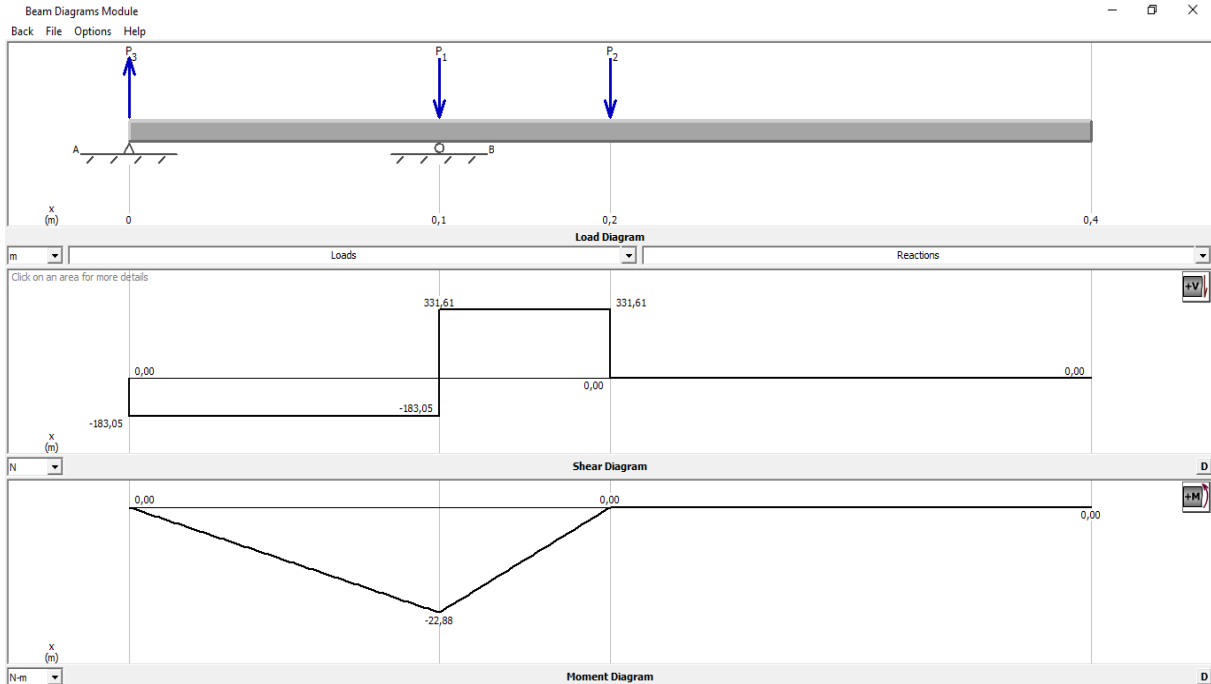 Beam Diagrams Module
Back File Options Help
P3 P1 P2
A B
x
(m) 0 0,1 0,2 0,4
Load Diagram
m Loads Reactions
Click on an area for more details
+V
331,61 331,61
0,00 0,00 0,00
-183,05 -183,05
x
(m)
N Shear Diagram D
+M
0,00 0,00 0,00
-22,88
x
(m)
N-m Moment Diagram D